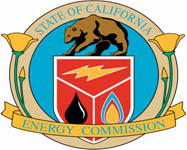 STATE OF CALIFORNIA
ENERGY COMMISSION